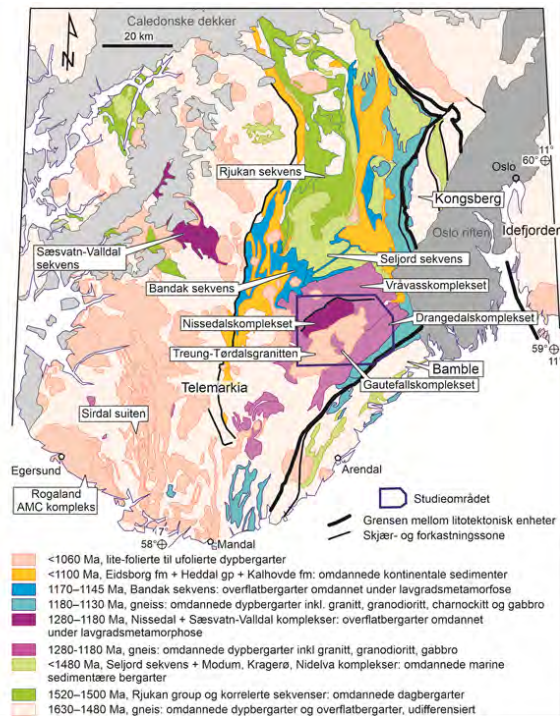 Caledonske dekker
20 km
N
11°
60°
Oslo
Rjukan sekvens
Kongsberg
Oslo riften
Idefjorden
Sæsvatn-Valldal
sekvens
Seljord sekvens
Bandak sekvens
Vråvasskomplekset
Nissedalskomplekset
Drangedalskomplekset
Treung-Tørdalsgranitten
59°
11°
Bamble
Telemarkia
Gautefallskomplekset
Sirdal suiten
Egersund
Arendal
Rogaland
AMC kompleks
Studieområdet
7°
58°
Mandal
Grensen mellom litotektonisk enheter
Skjær- og forkastningssone
<1060 Ma, lite-folierte til ufolierte dypbergarter
<1100 Ma, Eidsborg fm + Heddal gp + Kalhovde fm: omdannede kontinentale sedimenter
1170–1145 Ma, Bandak sekvens: overflatbergarter omdannet under lavgradsmetamorfose
1180–1130 Ma, gneiss: omdannede dypbergarter inkl. granitt, granodioritt, charnockitt og gabbro
1280–1180 Ma, Nissedal + Sæsvatn-Valldal komplekser: overflatbergarter omdannet
under lavgradsmetamorphose
1280-1180 Ma, gneis: omdannede dypbergarter inkl granitt, granodioritt, gabbro
<1480 Ma, Seljord sekvens + Modum, Kragerø, Nidelva komplekser: omdannede marine
sedimentære bergarter
1520–1500 Ma, Rjukan group og korrelerte sekvenser: omdannede dagbergarter
1630–1480 Ma, gneis: omdannede dypbergarter og overflatbergarter, udifferensiert